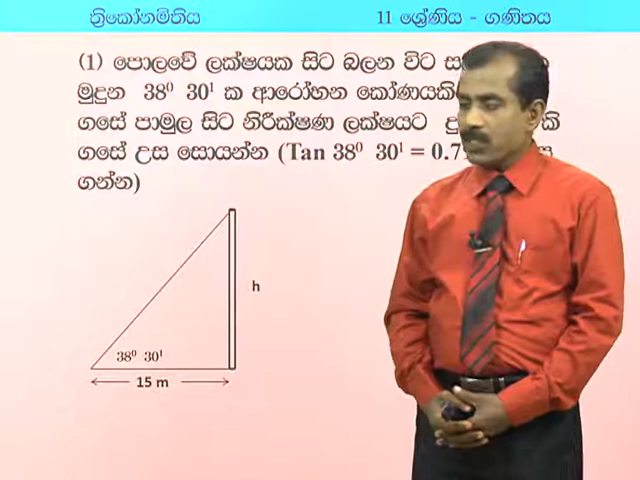 ත්‍රිකෝනමිතිය
11 ශ්‍රේණිය - ගණිතය
(1) පොලවේ ලක්ෂයක සිට බලන විට
මුදුන 38⁰ 30¹ ක ආරෝහන කෝණයකි
ගසේ පාමුල සිට නිරීක්ෂණ ලක්ෂයට
ගසේ උස සොයන්න (Tan 38⁰ 30¹ = 0.7
ගන්න)
h
38⁰ 30¹
15 m